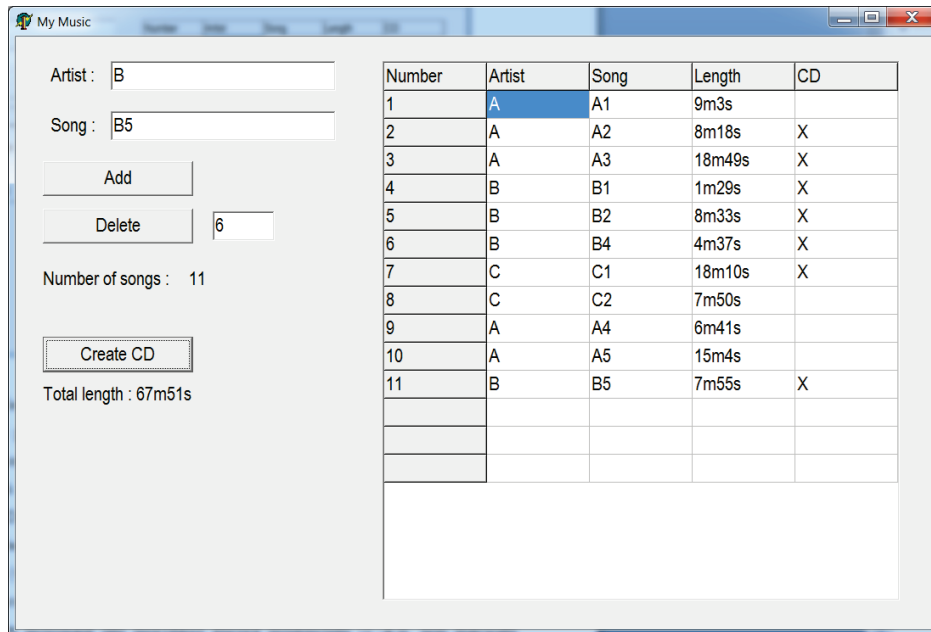 My Music
Artist : B
Song : B5
Add
Delete 6
Number of songs : 11
Create CD
Total length : 67m51s
Number Artist Song Length CD
1 A A1 9m3s
2 A A2 8m18s X
3 A A3 18m49s X
4 B B1 1m29s X
5 B B2 8m33s X
6 B B4 4m37s X
7 C C1 18m10s X
8 C C2 7m50s
9 A A4 6m41s
10 A A5 15m4s
11 B B5 7m55s X